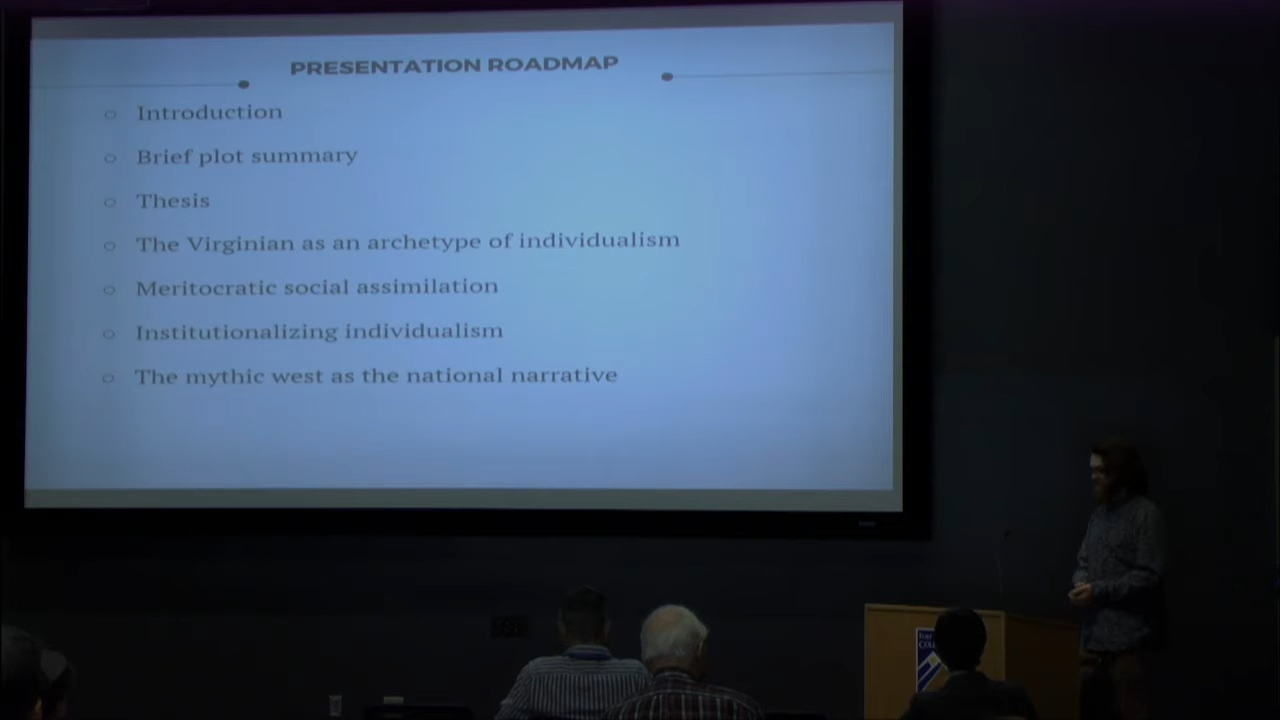 PRESENTATION ROADMAP
Introduction
Brief plot summary
Thesis
The Virginian as an archetype of individualism
Meritocratic social assimilation
Institutionalizing individualism
The mythic west as the national narrative